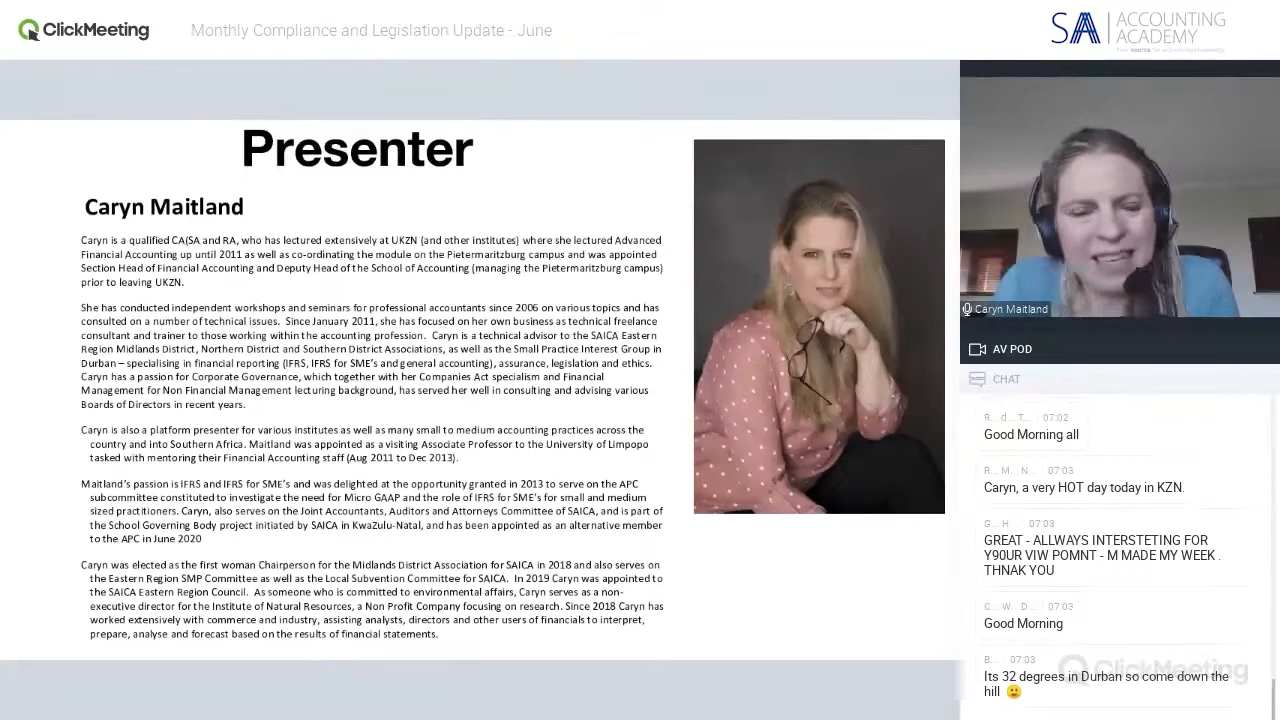 ClickMeeting
Monthly Compliance and Legislation Update - June
SAA ACCOUNTING
ACADEMY
Presenter
Caryn Maitland
Caryn is a qualified CA(SA and RA, who has lectured extensively at UKZN (and other institutes) where she lectured Advanced
Financial Accounting up until 2011 as well as co-ordinating the module on the Pietermaritzburg campus and was appointed
Section Head of Financial Accounting and Deputy Head of the School of Accounting (managing the Pietermaritzburg campus)
prior to leaving UKZN.
She has conducted independent workshops and seminars for professional accountants since 2006 on various topics and has
consulted on a number of technical issues. Since January 2011, she has focused on her own business as technical freelance
consultant and trainer to those working within the accounting profession. Caryn is a technical advisor to the SAICA Eastern
Region Midlands District, Northern District and Southern District Associations, as well as the Small Practice Interest Group in
Durban – specialising in financial reporting (IFRS, IFRS for SME's and general accounting), assurance, legislation and ethics.
Caryn has a passion for Corporate Governance, which together with her Companies Act specialism and Financial
Management for Non Financial Management lecturing background, has served her well in consulting and advising various
Boards of Directors in recent years.
Caryn is also a platform presenter for various institutes as well as many small to medium accounting practices across the
country and into Southern Africa. Maitland was appointed as a visiting Associate Professor to the University of Limpopo
tasked with mentoring their Financial Accounting staff (Aug 2011 to Dec 2013).
Maitland's passion is IFRS and IFRS for SME's and was delighted at the opportunity granted in 2013 to serve on the APC
subcommittee constituted to investigate the need for Micro GAAP and the role of IFRS for SME's for small and medium
sized practitioners. Caryn, also serves on the Joint Accountants, Auditors and Attorneys Committee of SAICA, and is part of
the School Governing Body project initiated by SAICA in KwaZulu-Natal, and has been appointed as an alternative member
to the APC in June 2020
Caryn was elected as the first woman Chairperson for the Midlands District Association for SAICA in 2018 and also serves on
the Eastern Region SMP Committee as well as the Local Subvention Committee for SAICA. In 2019 Caryn was appointed to
the SAICA Eastern Region Council. As someone who is committed to environmental affairs, Caryn serves as a non-
executive director for the Institute of Natural Resources, a Non Profit Company focusing on research. Since 2018 Caryn has
worked extensively with commerce and industry, assisting analysts, directors and other users of financials to interpret,
prepare, analyse and forecast based on the results of financial statements.
Caryn Maitland
AV POD
CHAT
R... d... T... 07:02
Good Morning all
R... M... N... 07:03
Caryn, a very HOT day today in KZN.
G... H 07:03
GREAT - ALLWAYS INTERSTETING FOR
Y90UR VIW POMNT - M MADE MY WEEK .
THNAK YOU
C... W... D... 07:03
Good Morning
B... 07:03
Its 32 degrees in Durban so come down the
hill 🙂
ClickMeeting